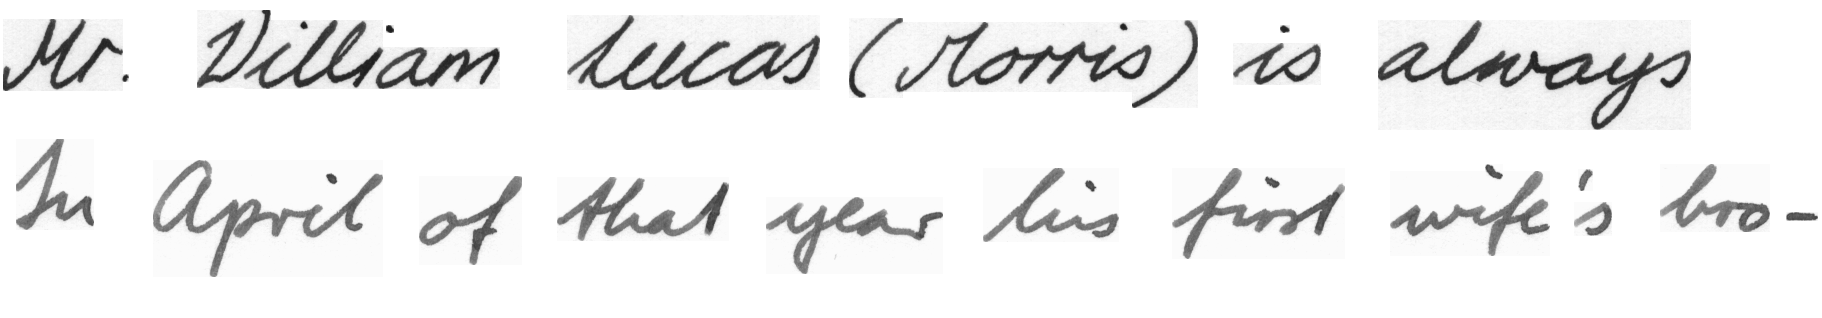 Mr. William Lucas (Morris) is always
In April of that year his first wife's bro-